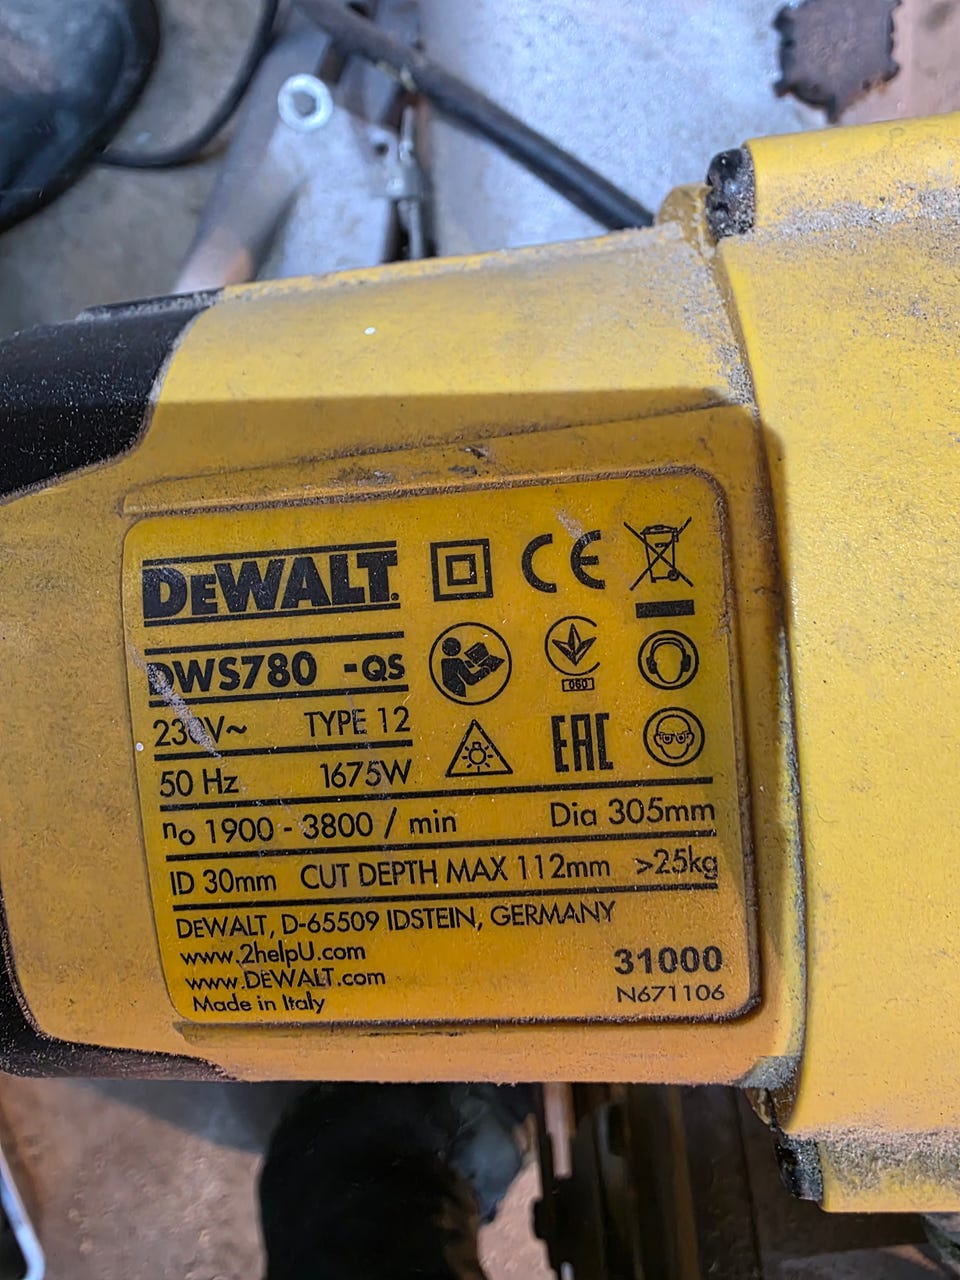 DEWALT
CE
DWS780 -QS
230V~ TYPE 12
060
50 Hz 1675W
EAC
n₀ 1900 - 3800 / min Dia 305mm
ID 30mm CUT DEPTH MAX 112mm >25kg
DEWALT, D-65509 IDSTEIN, GERMANY
www.2helpU.com
www.DEWALT.com
Made in Italy
31000
N671106